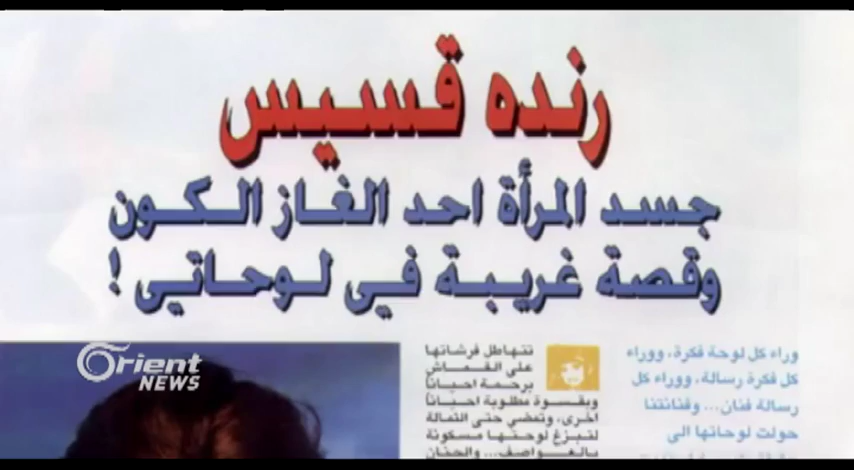 رنده قسيس
جسد المرأة احد الغاز الكون
وقصة غريبة في لوحاتي !
وراء كل لوحة فكرة، ووراء
كل فكرة رسالة، ووراء كل
رسالة فنان... وفنانتنا
حولت لوحاتها الى
تتهاطل فرشاتها
على القماش
برحمة احياناً
وبقسوة مطلوبة احياناً
اخرى، وتمضي حتى الثمالة
لتبزغ لوحتها مسكونة
بالعواصف... والحنان
Orient
NEWS